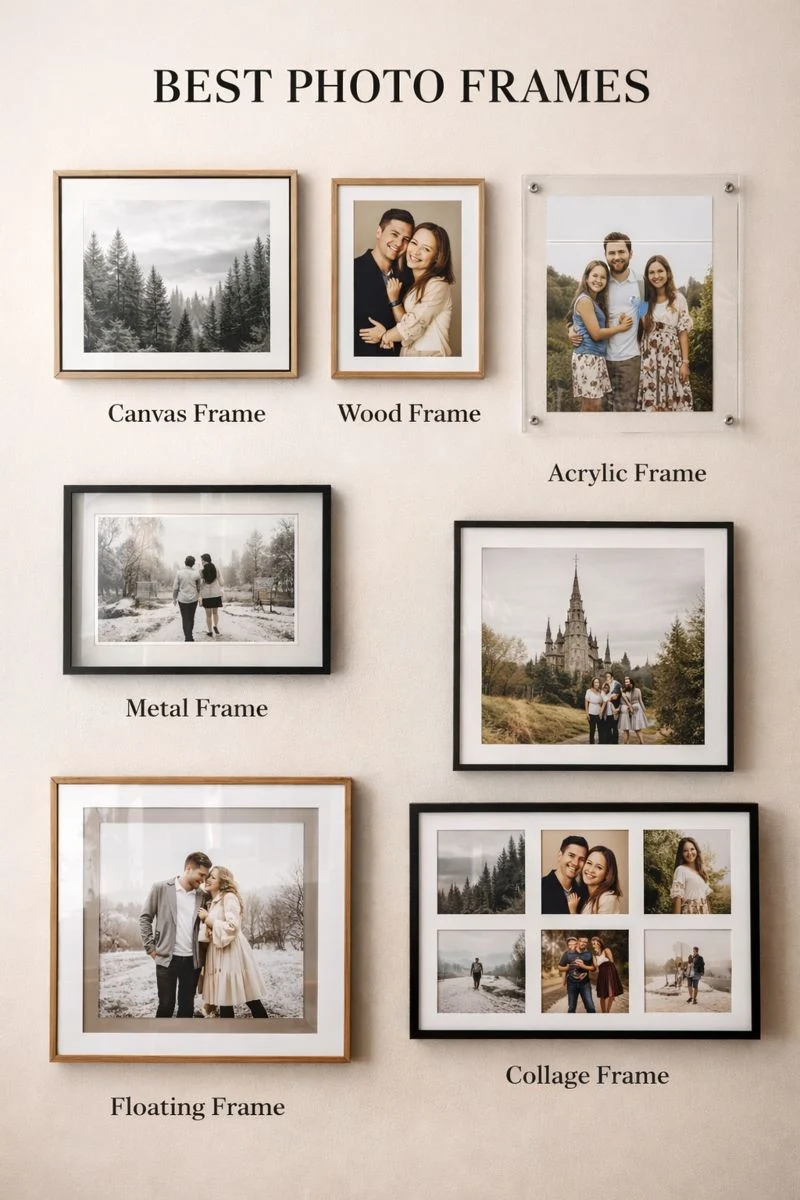 BEST PHOTO FRAMES
Canvas Frame
Wood Frame
Acrylic Frame
Metal Frame
Floating Frame
Collage Frame